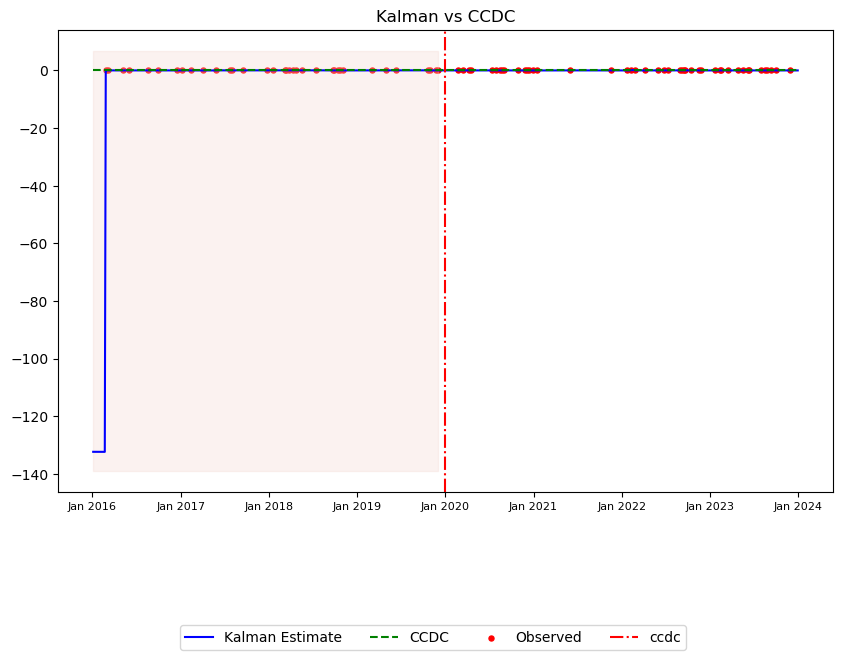 Kalman vs CCDC
0
−20
−40
−60
−80
−100
−120
−140
Jan 2016 Jan 2017 Jan 2018 Jan 2019 Jan 2020 Jan 2021 Jan 2022 Jan 2023 Jan 2024
Kalman Estimate CCDC Observed ccdc